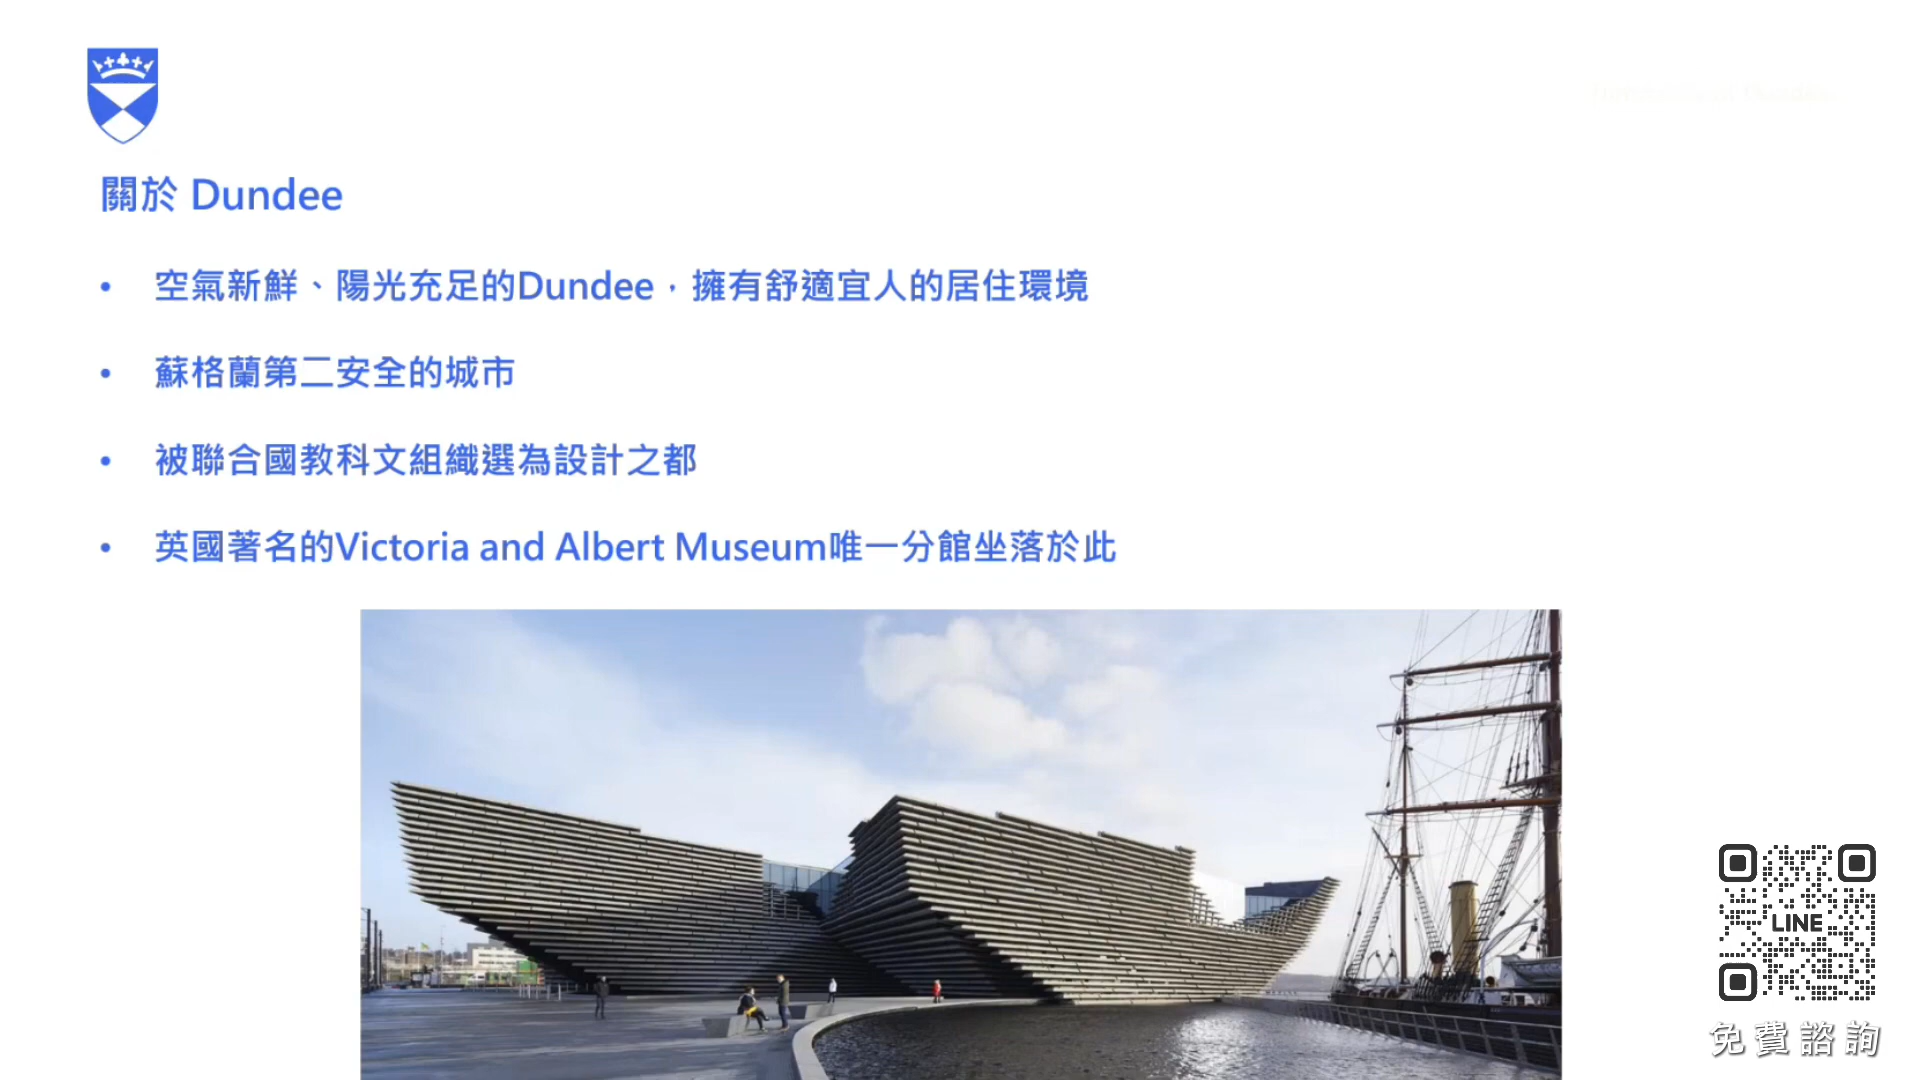 關於 Dundee
• 空氣新鮮、陽光充足的Dundee，擁有舒適宜人的居住環境
• 蘇格蘭第二安全的城市
• 被聯合國教科文組織選為設計之都
• 英國著名的Victoria and Albert Museum唯一分館坐落於此
LINE
免費諮詢